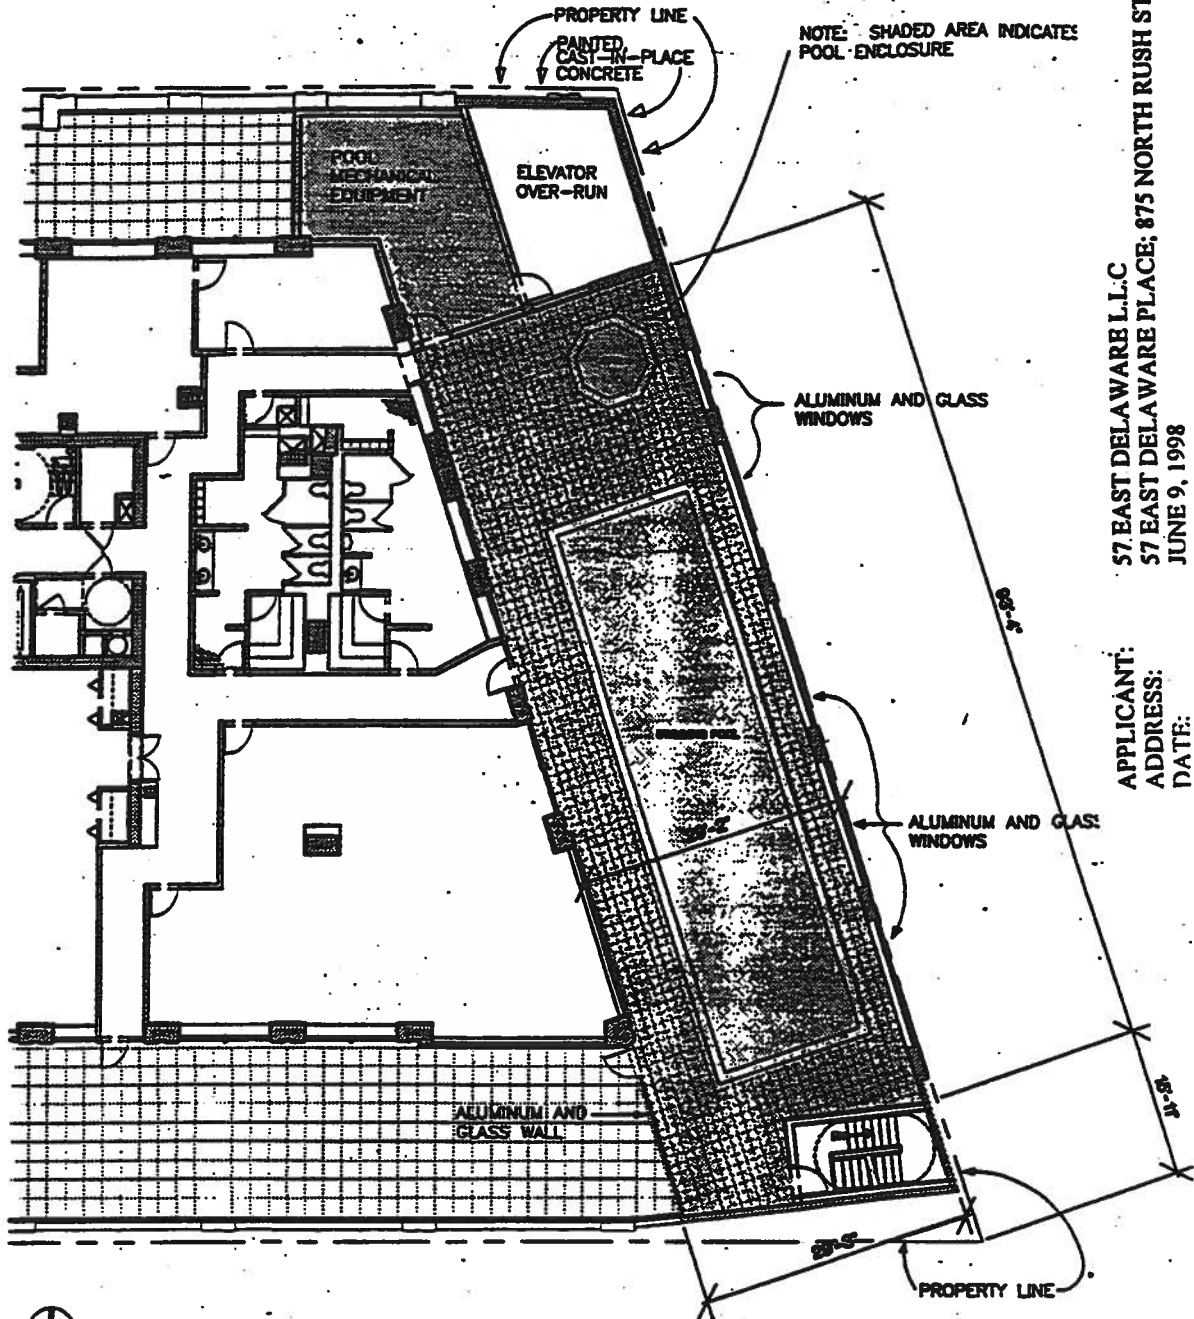 PROPERTY LINE
PAINTED,
CAST-IN-PLACE
CONCRETE
NOTE: SHADED AREA INDICATES
POOL ENCLOSURE
POOL
MECHANICAL
EQUIPMENT
ELEVATOR
OVER-RUN
ALUMINUM AND GLASS
WINDOWS
SWIMMING POOL
ALUMINUM AND GLASS
WINDOWS
ALUMINUM AND
GLASS WALL
PROPERTY LINE
57 EAST DELAWARE L.L.C
57 EAST DELAWARE PLACE; 875 NORTH RUSH ST
JUNE 9, 1998
APPLICANT:
ADDRESS:
DATE: